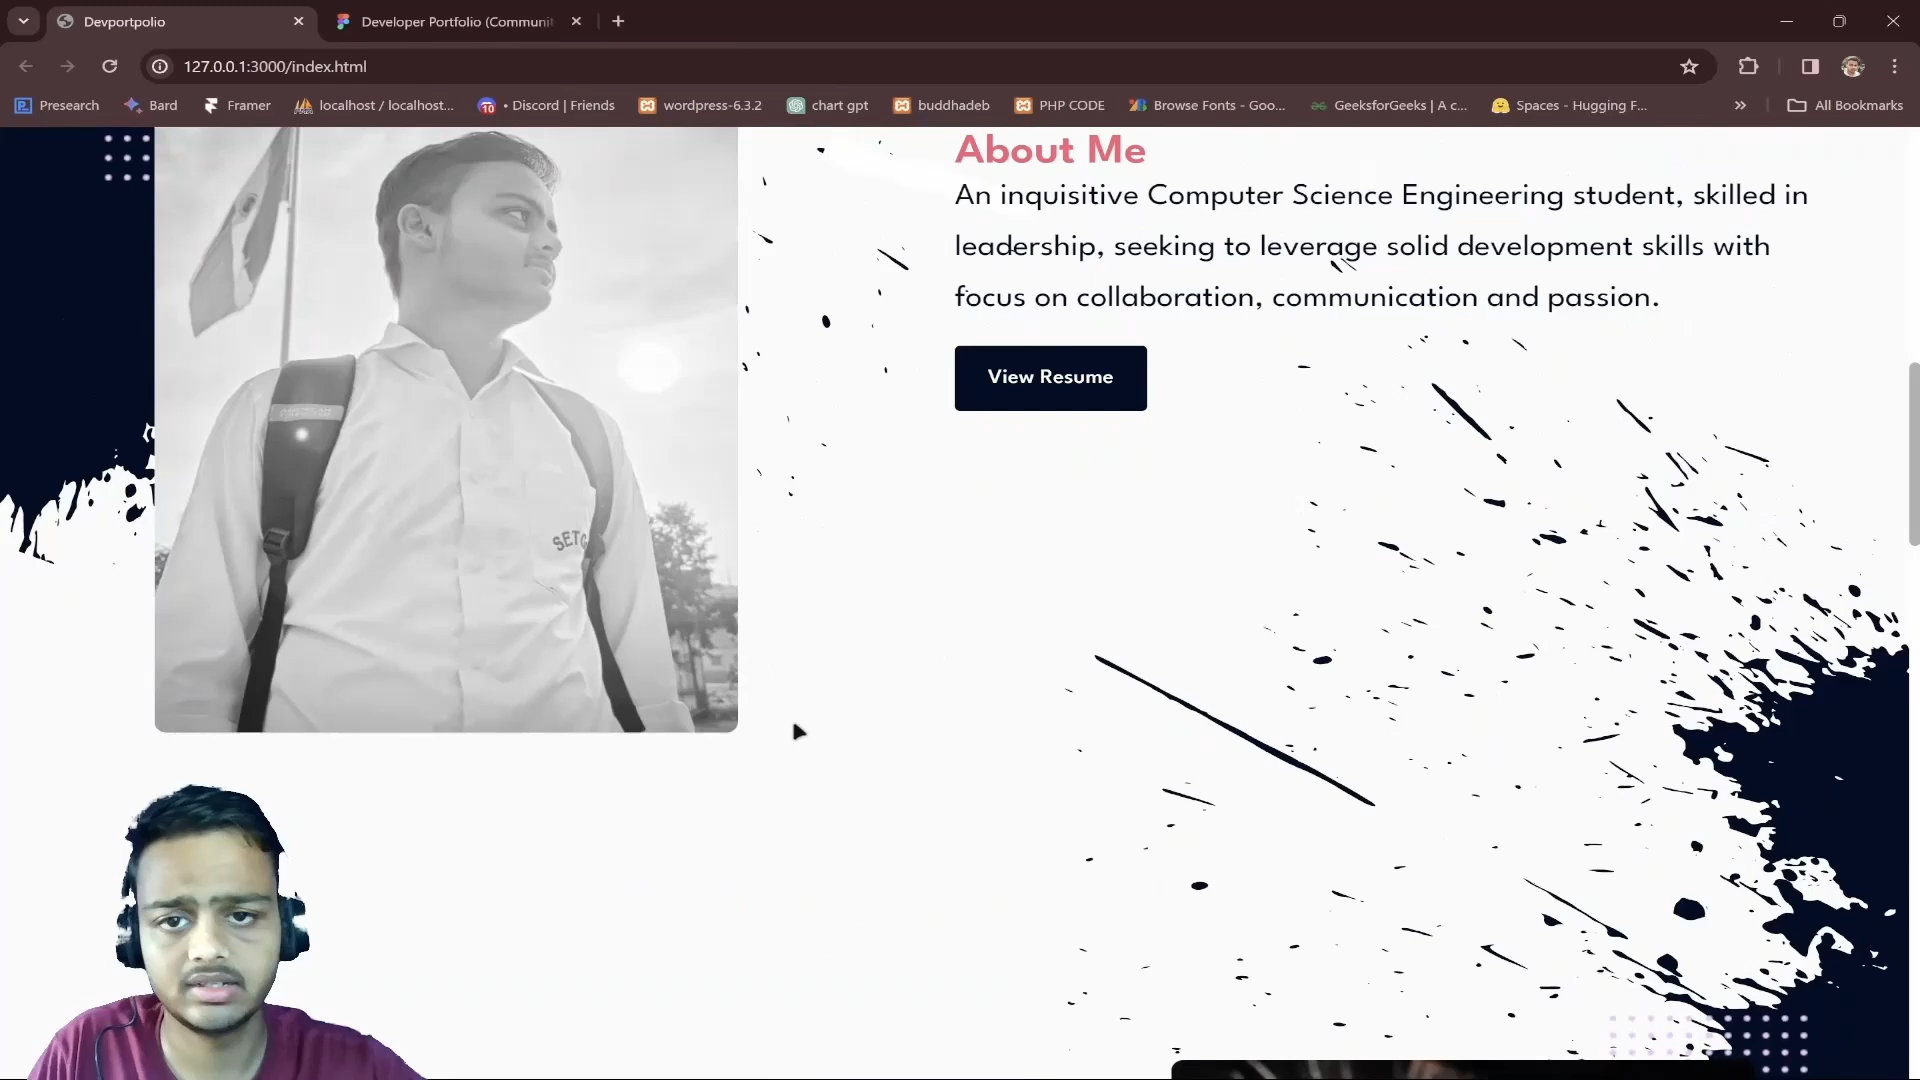 Devportpolio
Developer Portfolio (Communi
127.0.0.1:3000/index.html
Presearch
Bard
Framer
localhost / localhost...
10
• Discord | Friends
wordpress-6.3.2
chart gpt
buddhadeb
PHP CODE
Browse Fonts - Goo...
GeeksforGeeks | A c...
Spaces - Hugging F...
»
All Bookmarks
About Me
An inquisitive Computer Science Engineering student, skilled in
leadership, seeking to leverage solid development skills with
focus on collaboration, communication and passion.
View Resume